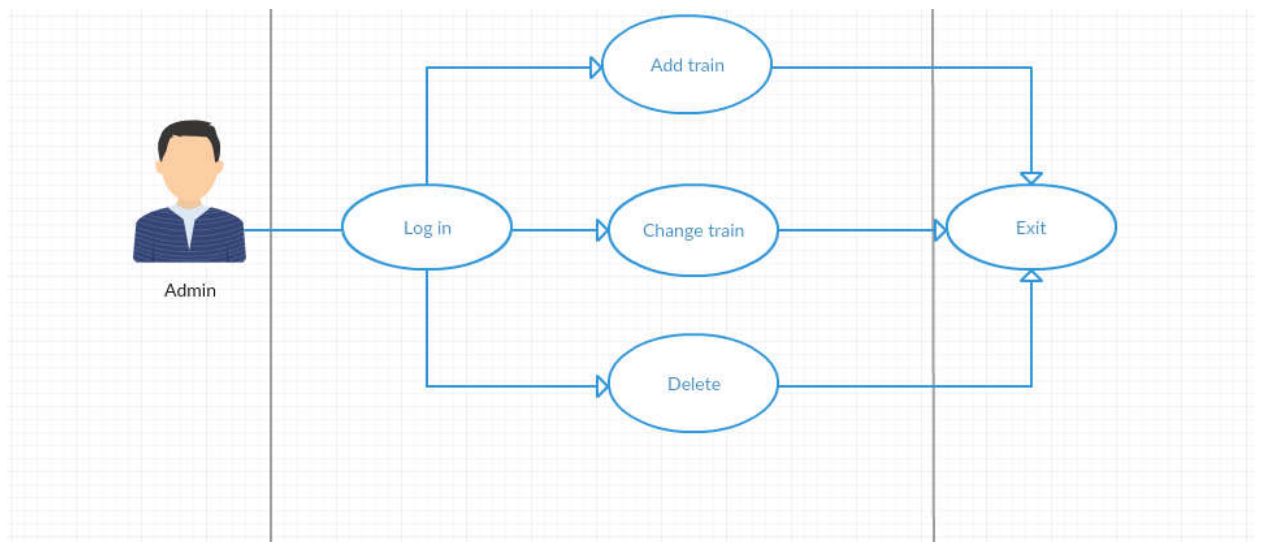 Add train
Log in
Change train
Exit
Admin
Delete